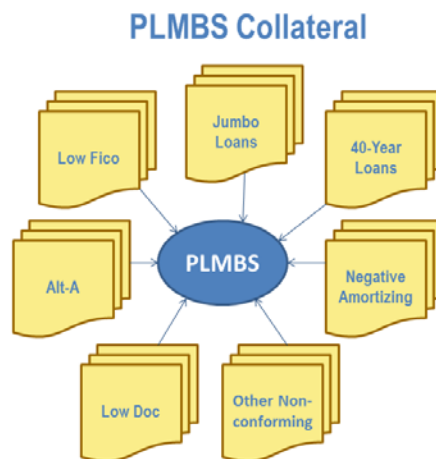 PLMBS Collateral
Jumbo
Loans
Low Fico
40-Year
Loans
Alt-A
PLMBS
Negative
Amortizing
Low Doc
Other Non-
conforming